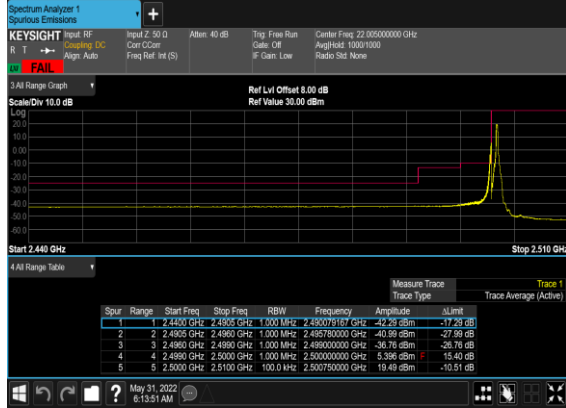 Spectrum Analyzer 1
Spurious Emissions
+
KEYSIGHT Input: RF Input Z: 50 Ω Atten: 40 dB Trig: Free Run Center Freq: 22.005000000 GHz
R T Coupling: DC Corr CCorr Gate: Off Avg|Hold: 1000/1000
Align: Auto Freq Ref: Int (S) IF Gain: Low Radio Std: None
FAIL
3 All Range Graph
Ref Lvl Offset 8.00 dB
Scale/Div 10.0 dB Ref Value 30.00 dBm
Log
20.0
10.0
0.00
-10.0
-20.0
-30.0
-40.0
-50.0
-60.0
Start 2.440 GHz Stop 2.510 GHz
4 All Range Table
Measure Trace Trace 1
Trace Type Trace Average (Active)
Spur Range Start Freq Stop Freq RBW Frequency Amplitude ΔLimit
1 1 2.4400 GHz 2.4905 GHz 1.000 MHz 2.490079167 GHz -42.29 dBm -17.29 dB
2 2 2.4905 GHz 2.4960 GHz 1.000 MHz 2.495780000 GHz -40.99 dBm -27.99 dB
3 3 2.4960 GHz 2.4990 GHz 1.000 MHz 2.499000000 GHz -36.76 dBm -26.76 dB
4 4 2.4990 GHz 2.5000 GHz 1.000 MHz 2.500000000 GHz 5.396 dBm F 15.40 dB
5 5 2.5000 GHz 2.5100 GHz 100.0 kHz 2.500750000 GHz 19.49 dBm -10.51 dB
? May 31, 2022
6:13:51 AM